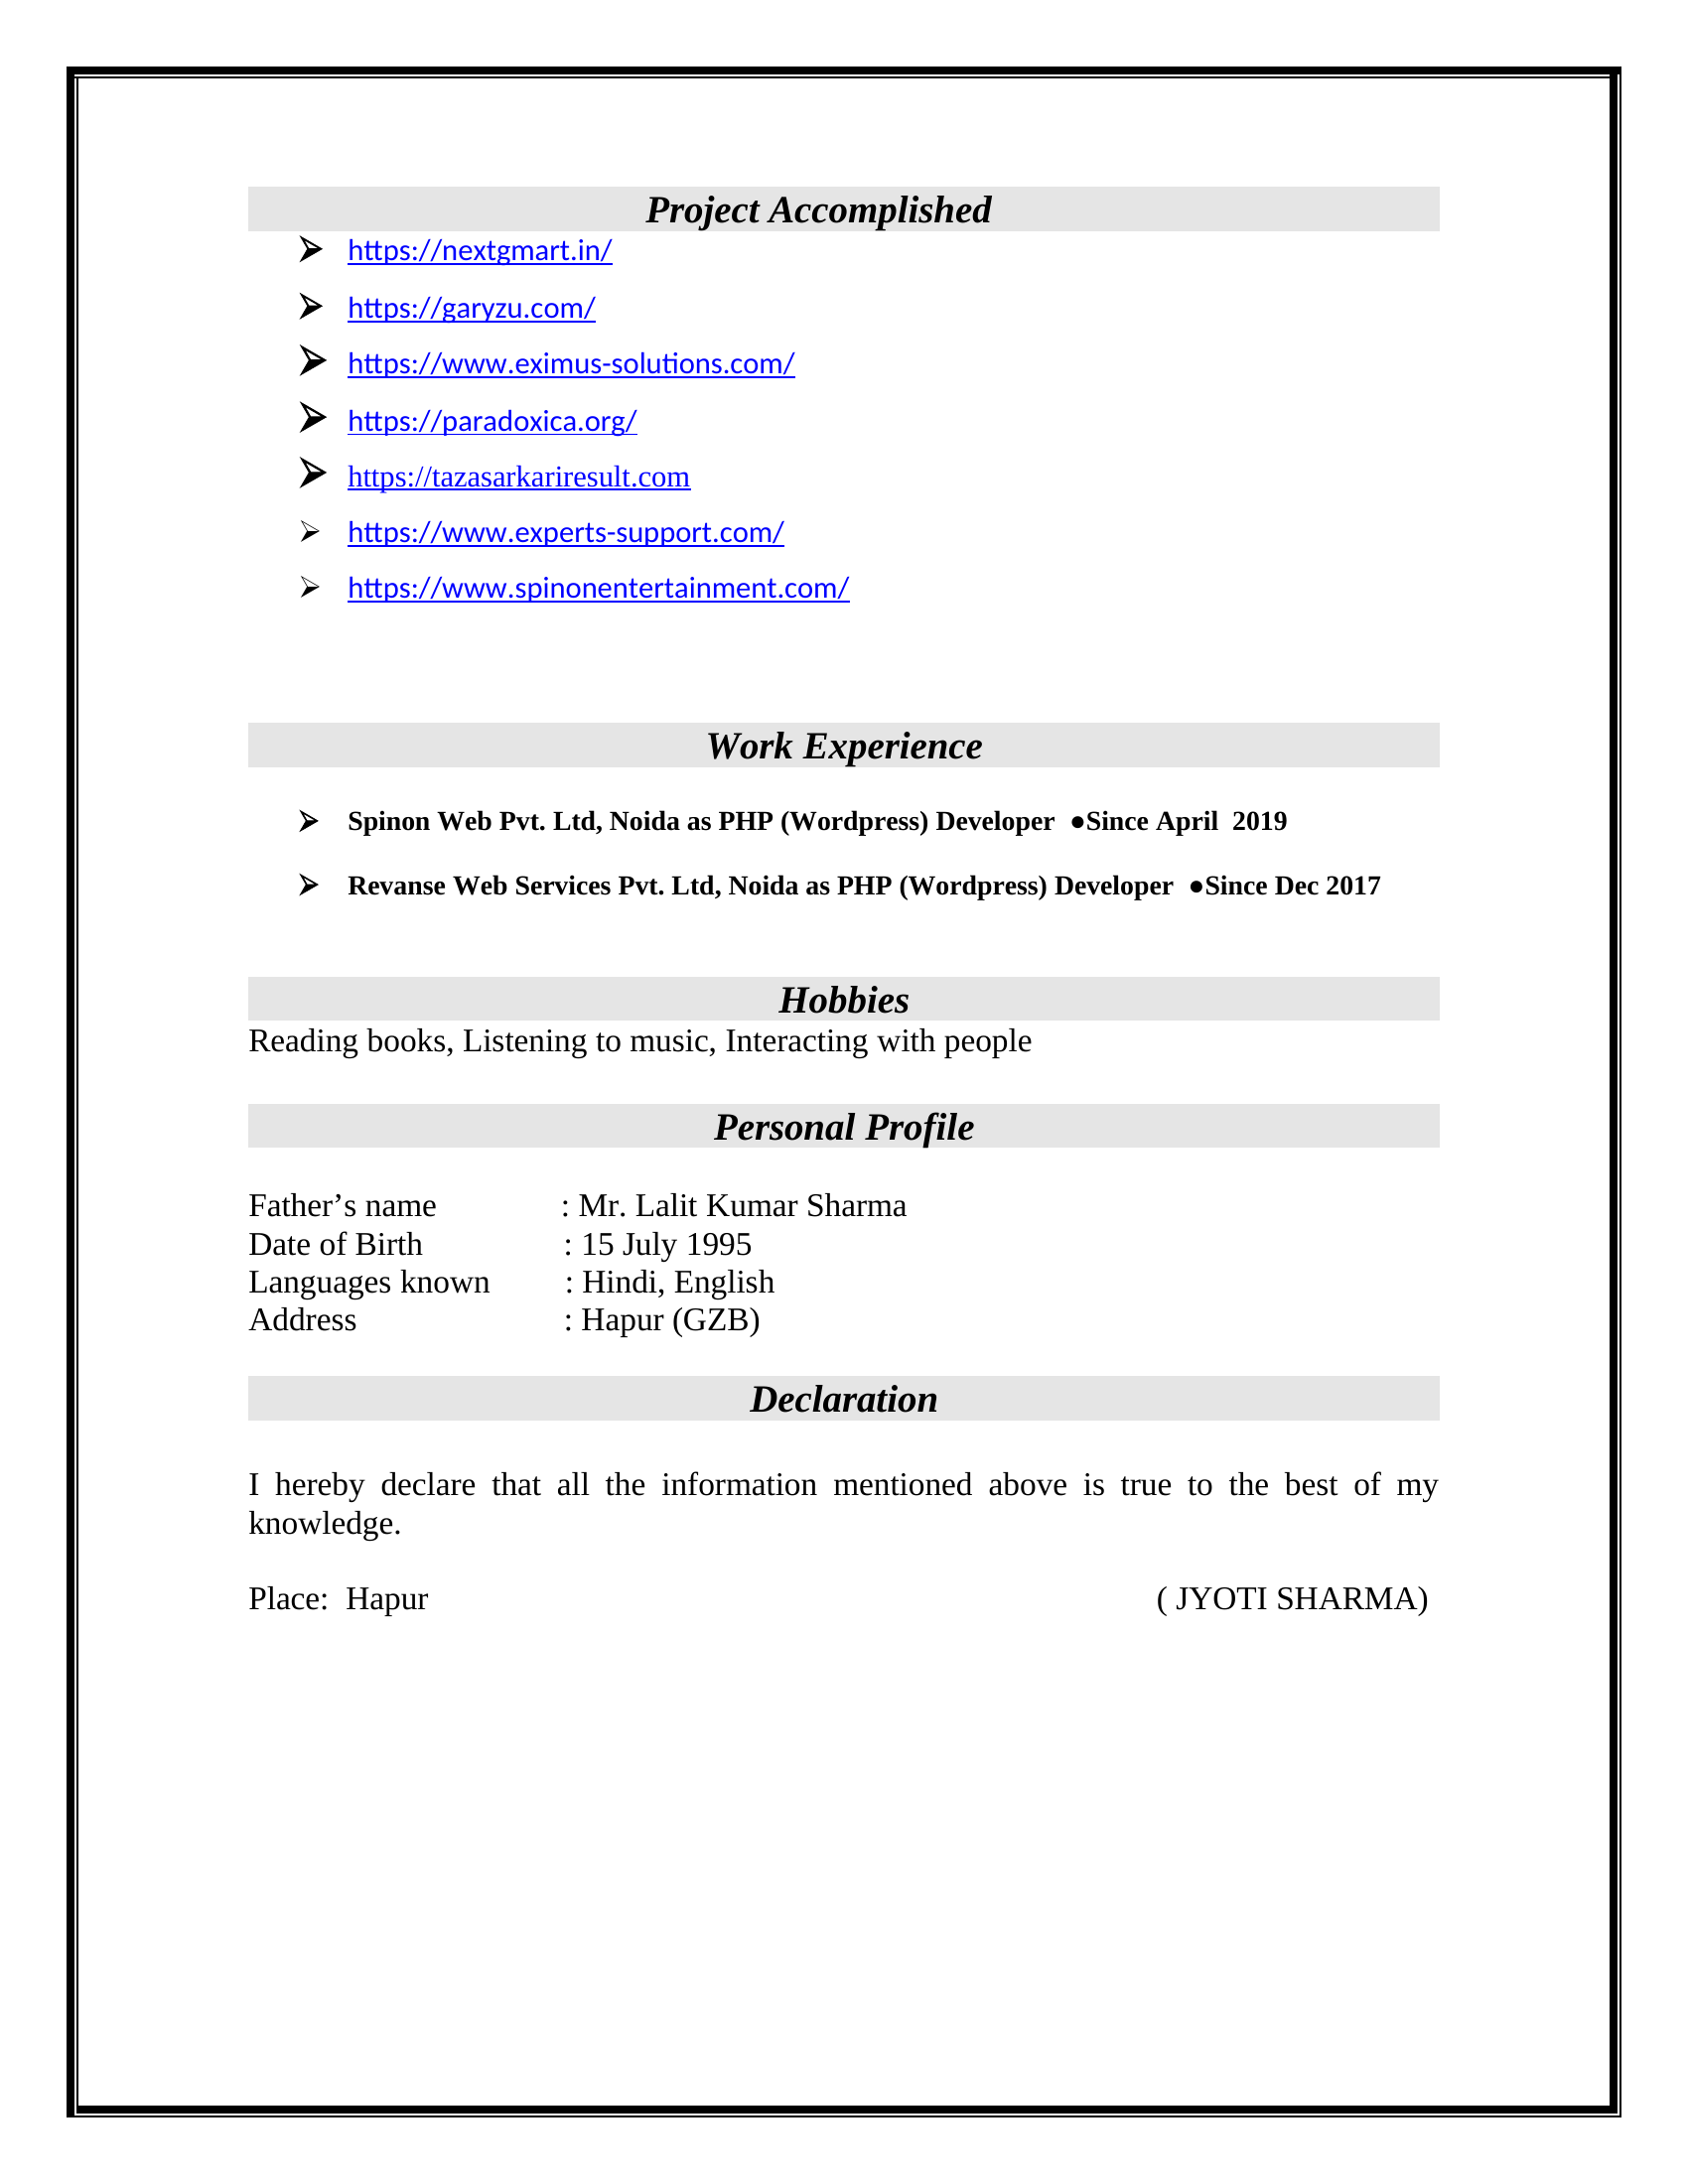 Project Accomplished
➢ https://nextgmart.in/
➢ https://garyzu.com/
➢ https://www.eximus-solutions.com/
➢ https://paradoxica.org/
➢ https://tazasarkariresult.com
➢ https://www.experts-support.com/
➢ https://www.spinonentertainment.com/
Work Experience
➢ Spinon Web Pvt. Ltd, Noida as PHP (Wordpress) Developer ●Since April 2019
➢ Revanse Web Services Pvt. Ltd, Noida as PHP (Wordpress) Developer ●Since Dec 2017
Hobbies
Reading books, Listening to music, Interacting with people
Personal Profile
Father’s name : Mr. Lalit Kumar Sharma
Date of Birth : 15 July 1995
Languages known : Hindi, English
Address : Hapur (GZB)
Declaration
I hereby declare that all the information mentioned above is true to the best of my
knowledge.
Place: Hapur ( JYOTI SHARMA)